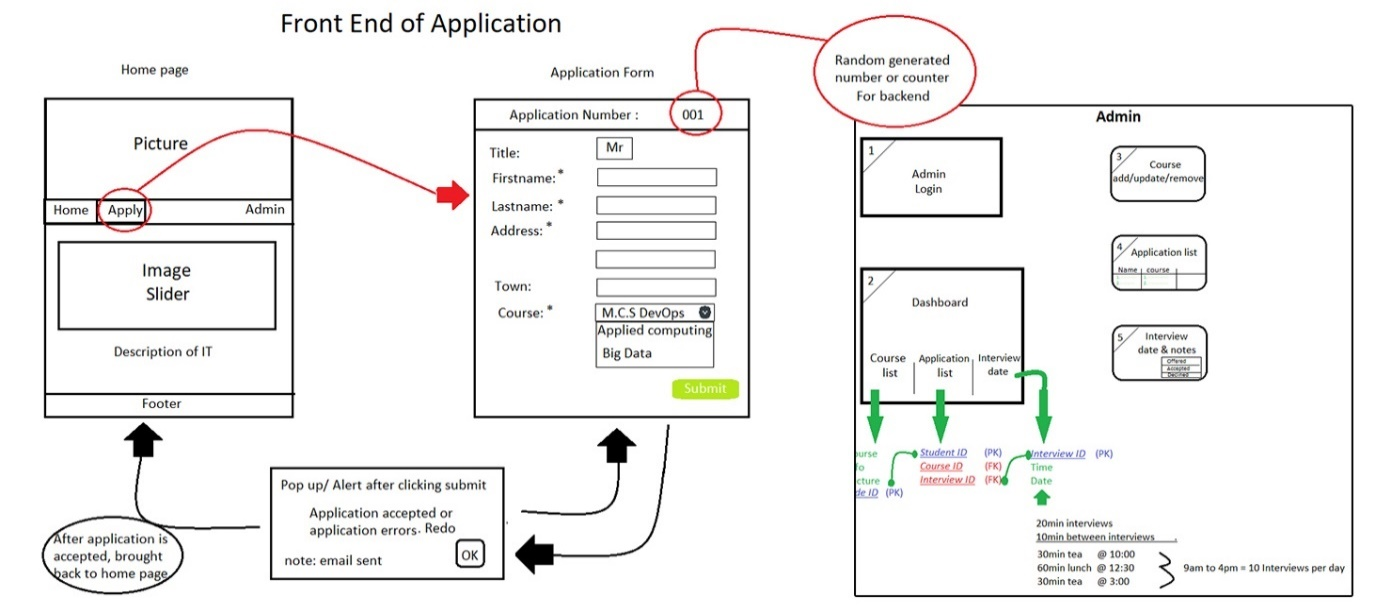 Front End of Application
Home page
Picture
Home Apply Admin
Image
Slider
Description of IT
Footer
Application Form
Application Number : 001
Title: Mr
Firstname:*
Lastname: *
Address: *
Town:
Course: * M.C.S DevOps
Applied computing
Big Data
Submit
Random generated
number or counter
For backend
Pop up/ Alert after clicking submit
Application accepted or
application errors. Redo
note: email sent
OK
After application is
accepted, brought
back to home page
Admin
1
Admin
Login
2
Dashboard
Course
list
Application
list
Interview
date
3
Course
add/update/remove
4
Application list
Name course
5
Interview
date & notes
Offered
Accepted
Declined
urse
fo
cture
de ID (PK)
Student ID (PK)
Course ID (FK)
Interview ID (FK)
Interview ID (PK)
Time
Date
20min interviews
10min between interviews
30min tea @ 10:00
60min lunch @ 12:30
30min tea @ 3:00
9am to 4pm = 10 Interviews per day